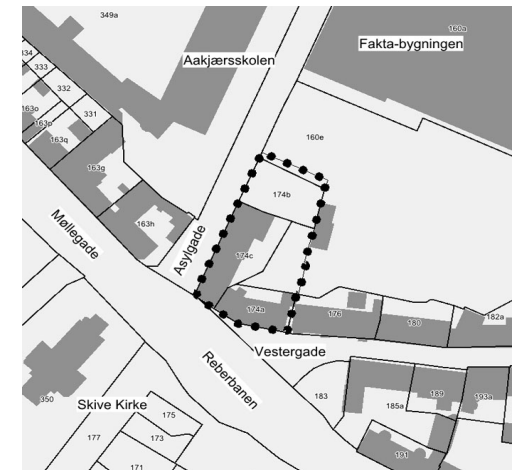 349a
160a
Fakta-bygningen
Aakjærsskolen
334
333
332
331
163o
163p
163q
163g
163h
160e
174b
174c
174a
Møllegade
Asylgade
176
180
182a
Vestergade
Reberbanen
350
Skive Kirke
175
177
173
171
183
185a
189
193a
191